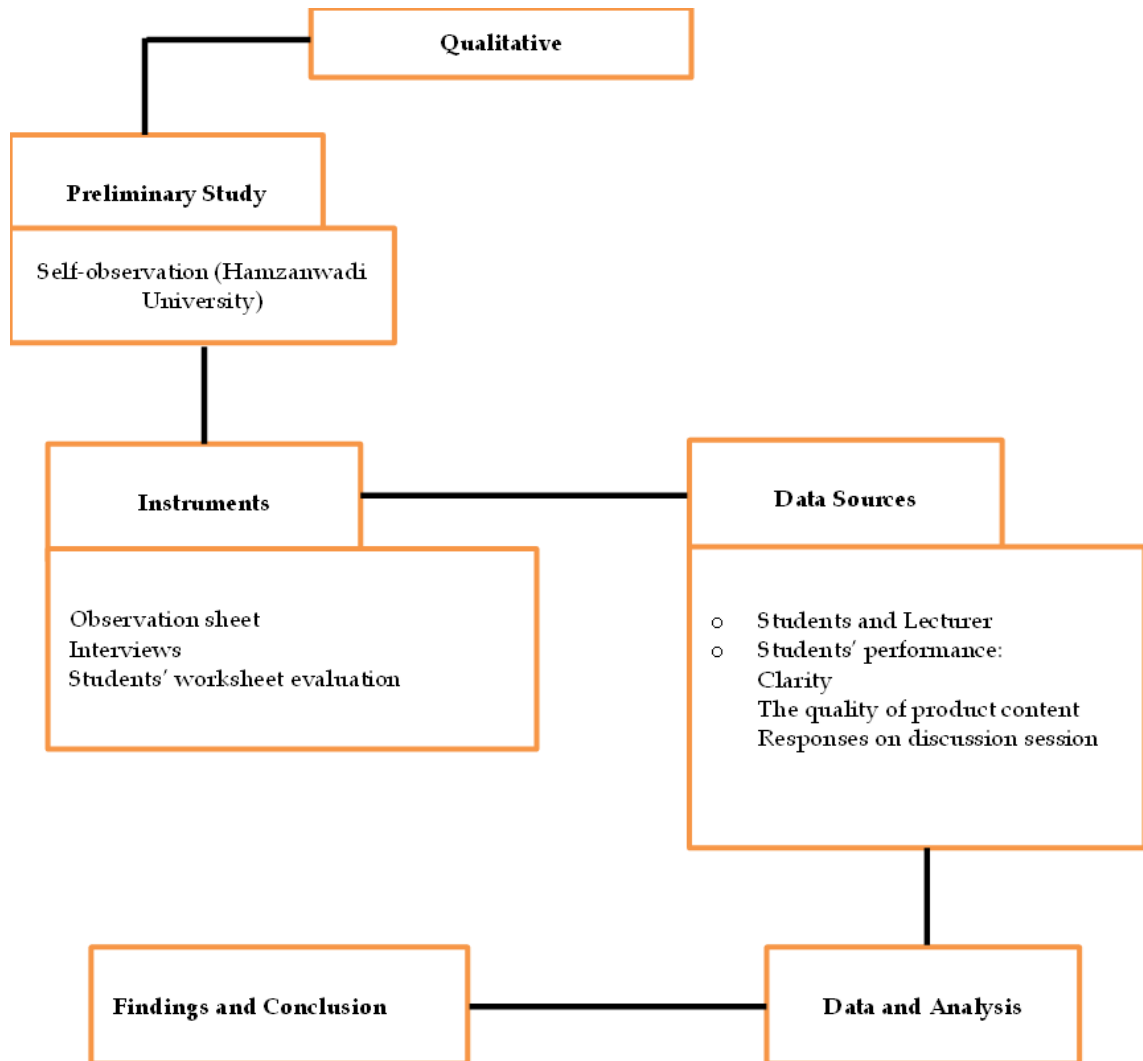 Qualitative
Preliminary Study
Self-observation (Hamzanwadi
University)
Instruments
Observation sheet
Interviews
Students' worksheet evaluation
Data Sources
o Students and Lecturer
o Students' performance:
Clarity
The quality of product content
Responses on discussion session
Data and Analysis
Findings and Conclusion